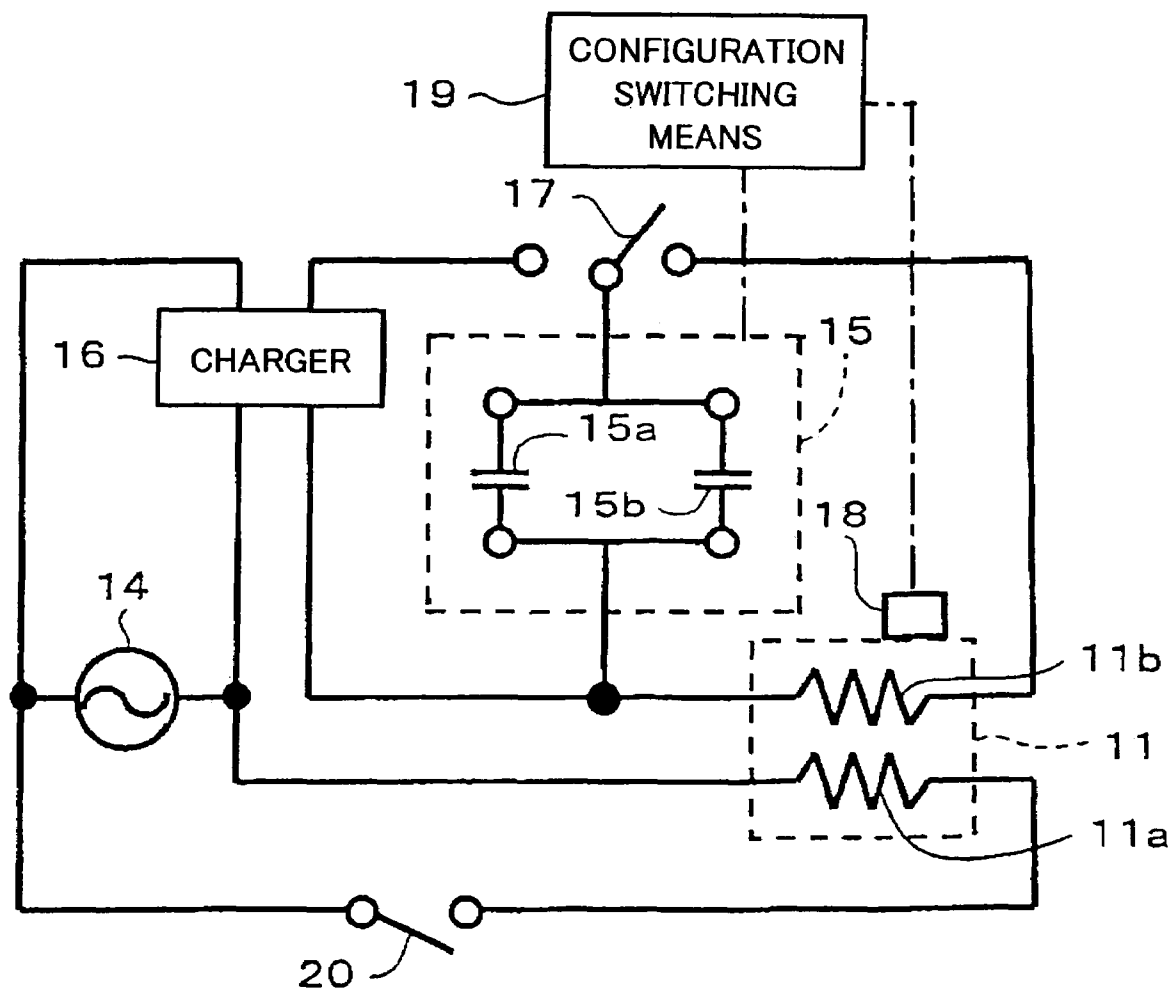 CONFIGURATION
SWITCHING
MEANS
19
17
15
16
CHARGER
15a
15b
18
14
11b
11
11a
20